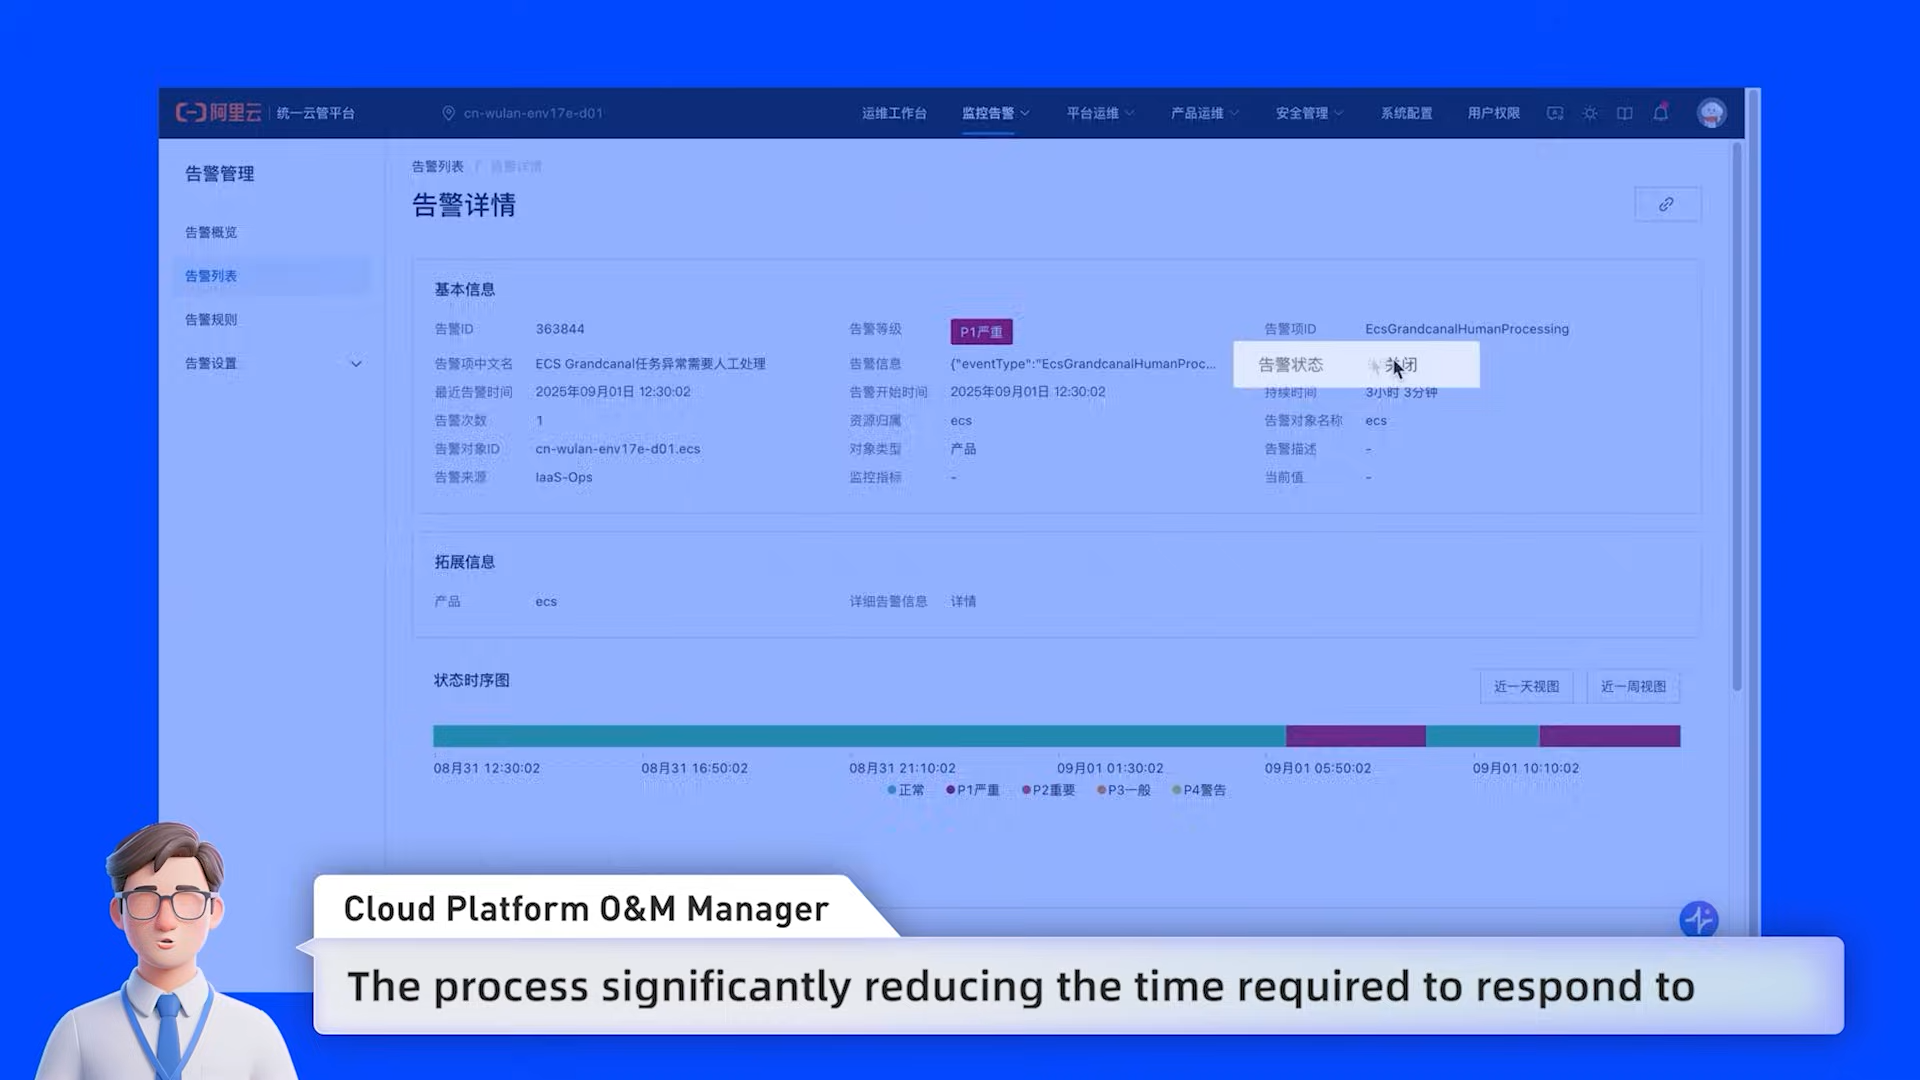 阿里云 统一云管平台 cn-wulan-env17e-d01 运维工作台 监控告警 平台运维 产品运维 安全管理 系统配置 用户权限
告警管理
告警概览
告警列表
告警规则
告警设置
告警列表 / 告警详情
告警详情
基本信息
告警ID 363844 告警等级 P1严重 告警项ID EcsGrandcanalHumanProcessing
告警项中文名 ECS Grandcanal任务异常需要人工处理 告警信息 {"eventType":"EcsGrandcanalHumanProc... 告警状态 关闭
最近告警时间 2025年09月01日 12:30:02 告警开始时间 2025年09月01日 12:30:02 持续时间 3小时 3分钟
告警次数 1 资源归属 ecs 告警对象名称 ecs
告警对象ID cn-wulan-env17e-d01.ecs 对象类型 产品 告警描述 -
告警来源 IaaS-Ops 监控指标 - 当前值 -
拓展信息
产品 ecs 详细告警信息 详情
状态时序图 近一天视图 近一周视图
08月31 12:30:02 08月31 16:50:02 08月31 21:10:02 09月01 01:30:02 09月01 05:50:02 09月01 10:10:02
正常 P1严重 P2重要 P3一般 P4警告
Cloud Platform O&M Manager
The process significantly reducing the time required to respond to